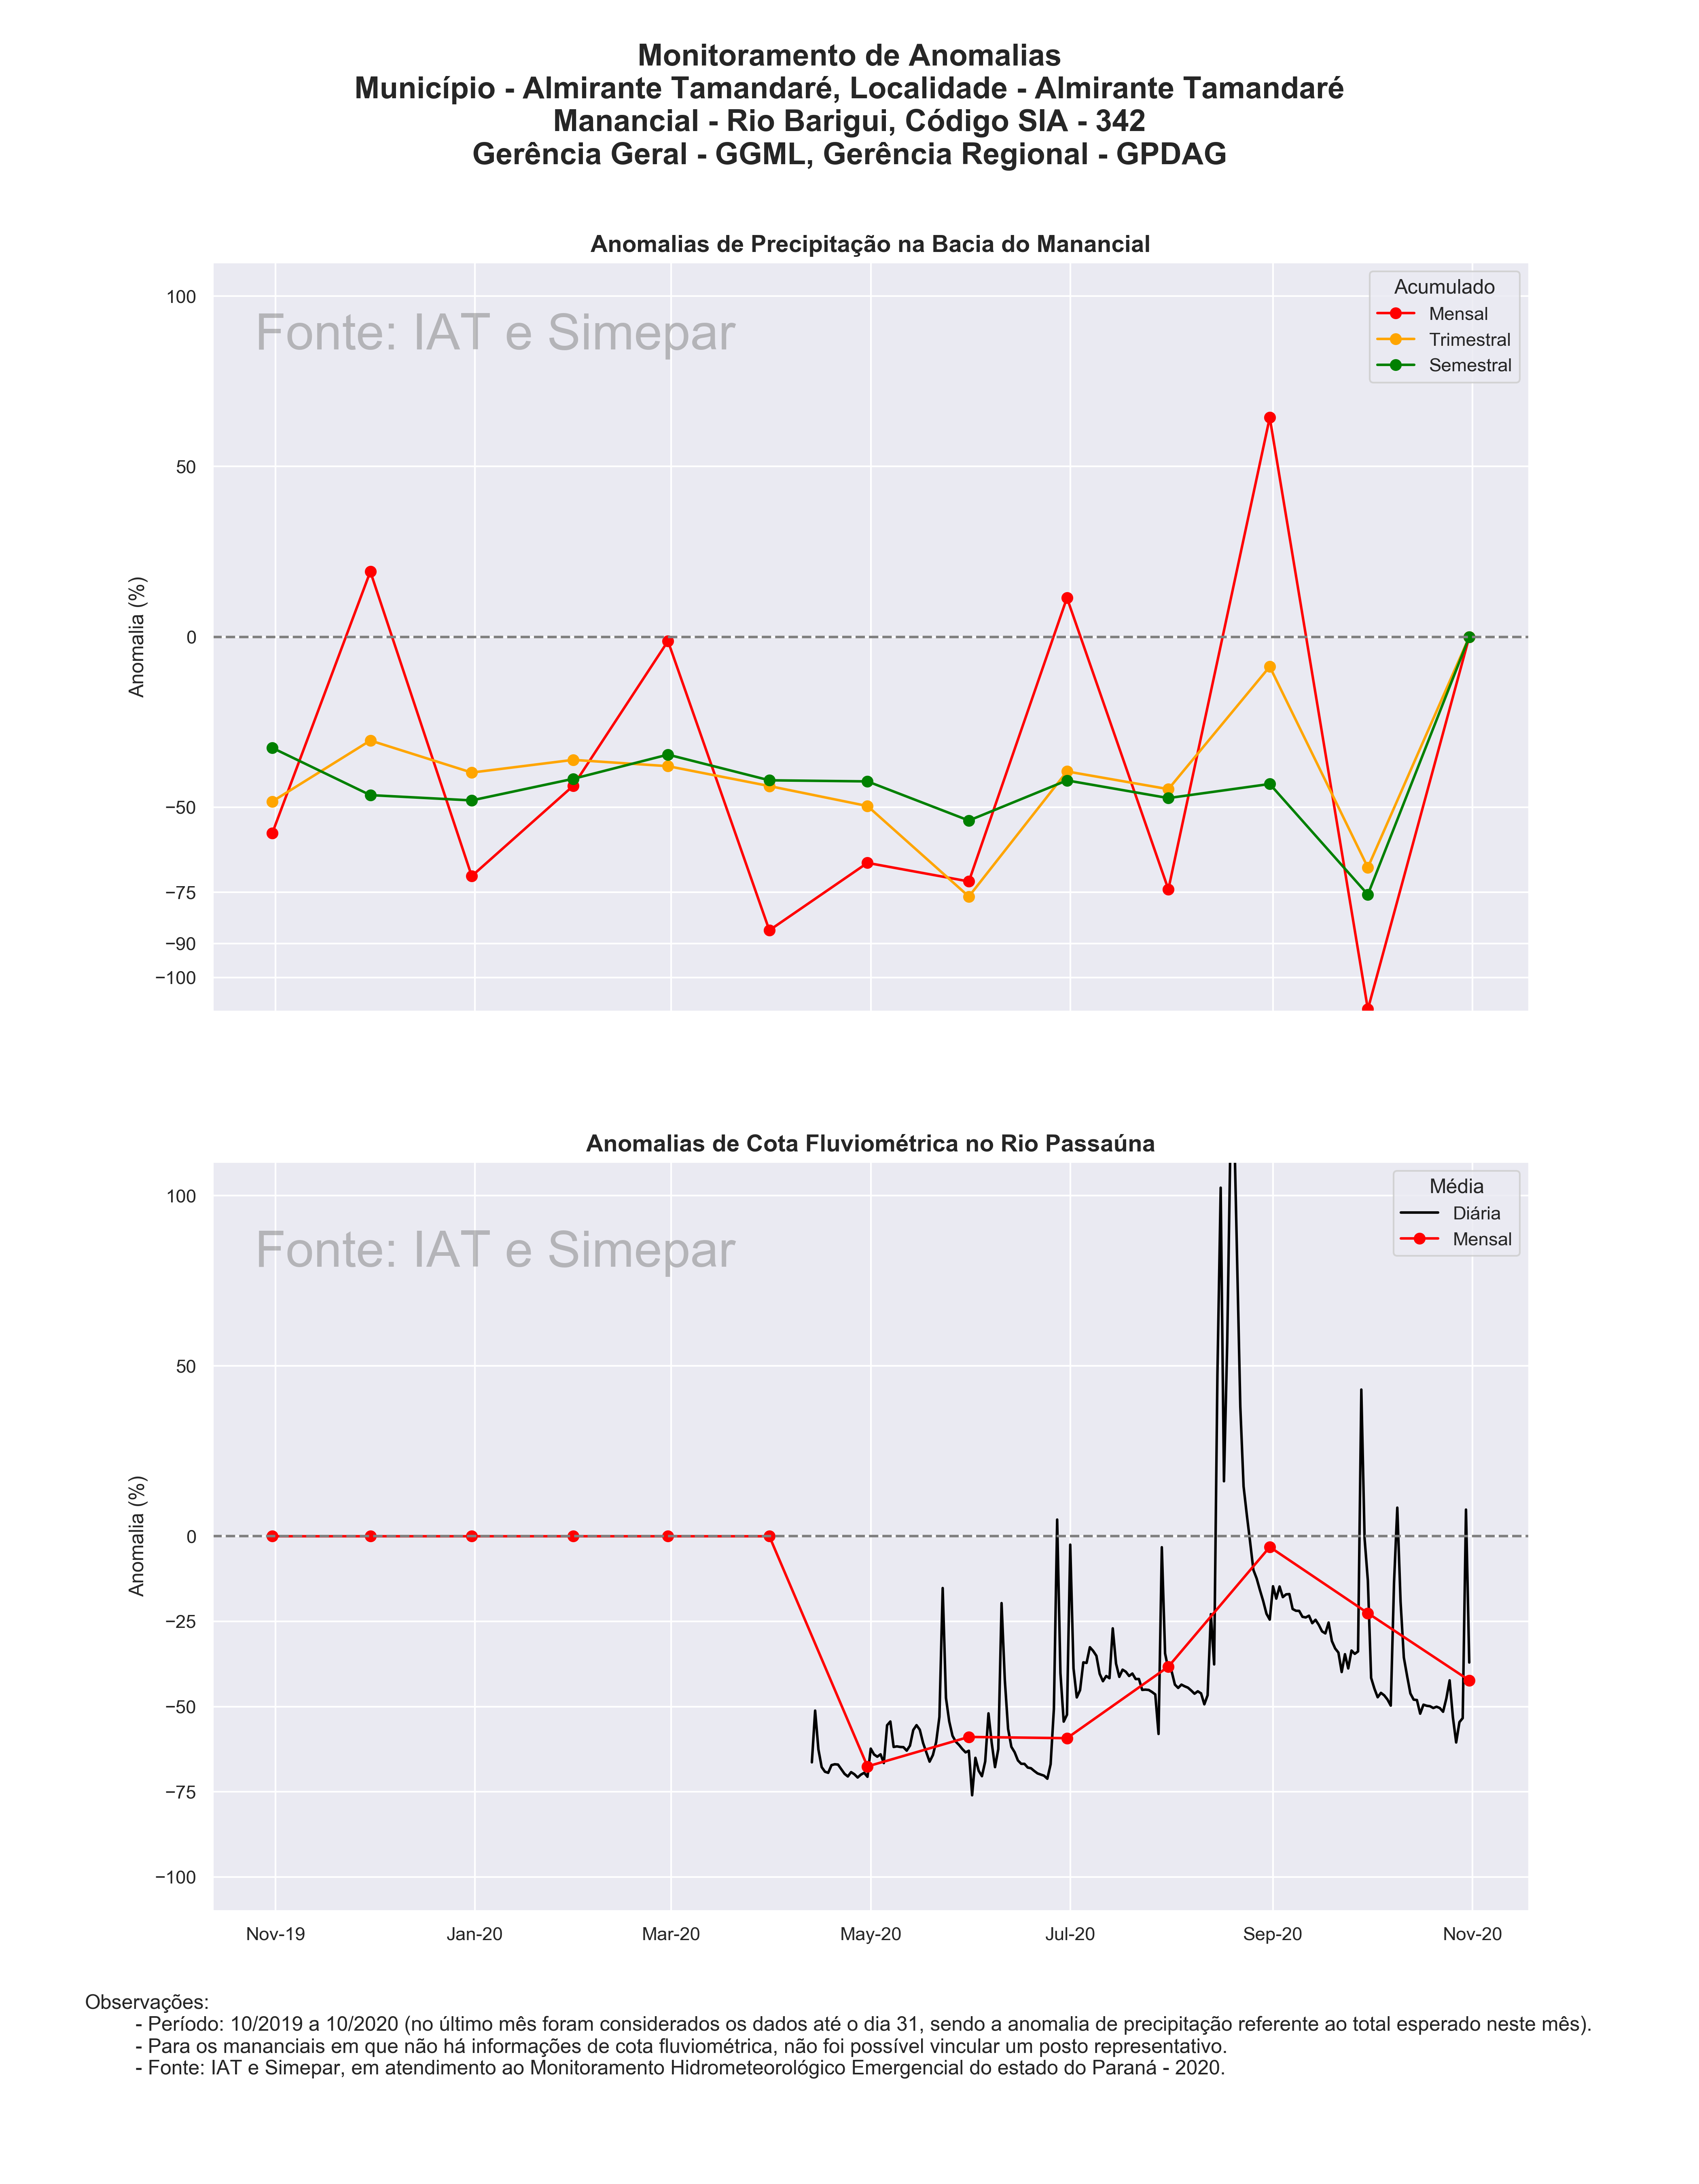 Monitoramento de Anomalias
Município - Almirante Tamandaré, Localidade - Almirante Tamandaré
Manancial - Rio Barigui, Código SIA - 342
Gerência Geral - GGML, Gerência Regional - GPDAG
Anomalias de Precipitação na Bacia do Manancial
Fonte: IAT e Simepar
Acumulado
Mensal
Trimestral
Semestral
Anomalia (%)
100
50
0
−50
−75
−90
−100
Anomalias de Cota Fluviométrica no Rio Passaúna
Fonte: IAT e Simepar
Média
Diária
Mensal
Anomalia (%)
100
50
0
−25
−50
−75
−100
Nov-19 Jan-20 Mar-20 May-20 Jul-20 Sep-20 Nov-20
Observações:
- Período: 10/2019 a 10/2020 (no último mês foram considerados os dados até o dia 31, sendo a anomalia de precipitação referente ao total esperado neste mês).
- Para os mananciais em que não há informações de cota fluviométrica, não foi possível vincular um posto representativo.
- Fonte: IAT e Simepar, em atendimento ao Monitoramento Hidrometeorológico Emergencial do estado do Paraná - 2020.